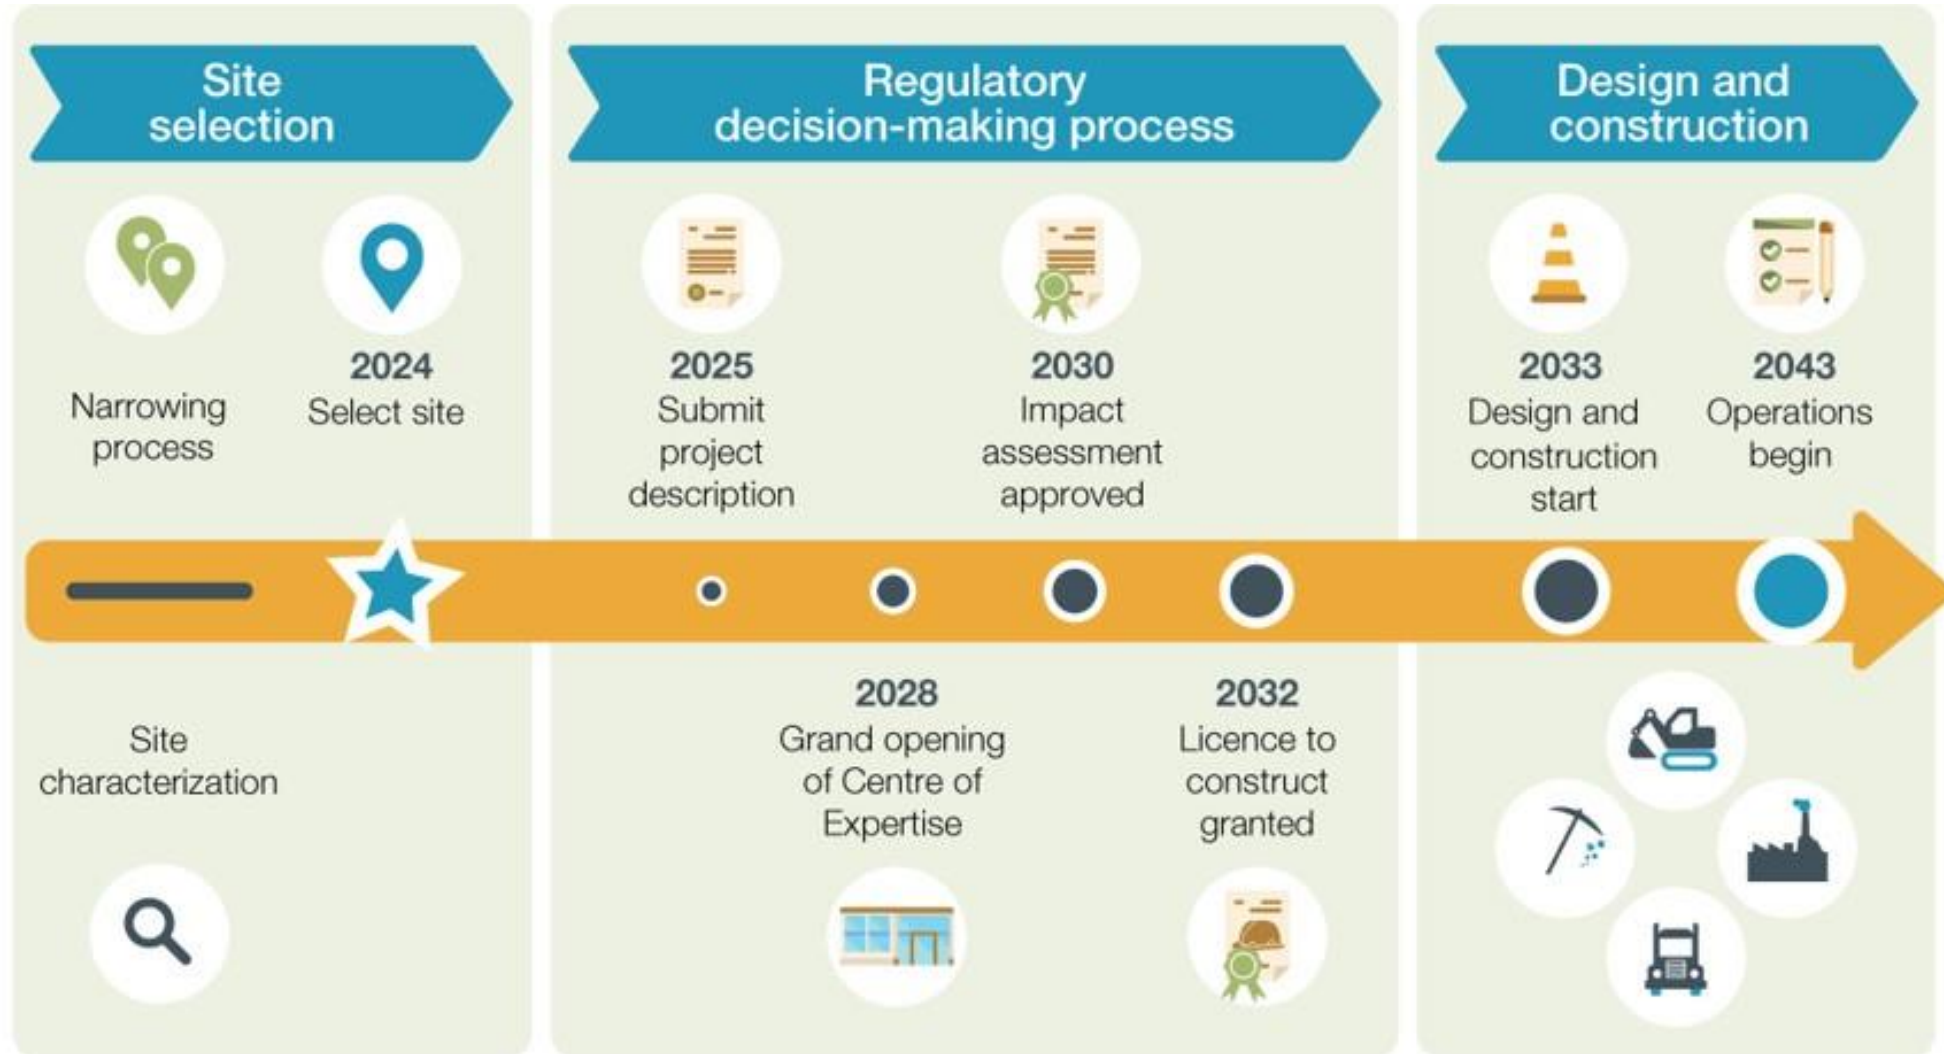 Site
selection
Narrowing
process
2024
Select site
Site
characterization
Regulatory
decision-making process
2025
Submit
project
description
2028
Grand opening
of Centre of
Expertise
2030
Impact
assessment
approved
2032
Licence to
construct
granted
Design and
construction
2033
Design and
construction
start
2043
Operations
begin